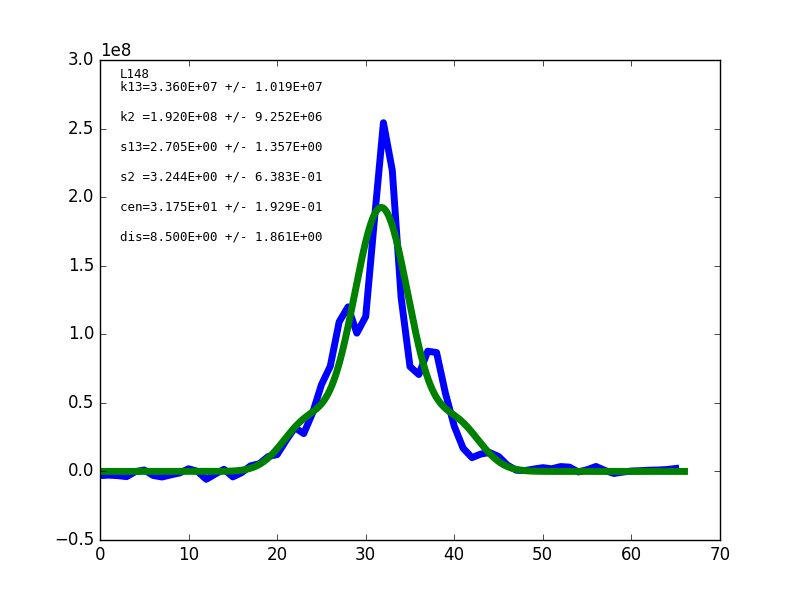 1e8
3.0
2.5
2.0
1.5
1.0
0.5
0.0
−0.5
L148
k13=3.360E+07 +/- 1.019E+07
k2 =1.920E+08 +/- 9.252E+06
s13=2.705E+00 +/- 1.357E+00
s2 =3.244E+00 +/- 6.383E-01
cen=3.175E+01 +/- 1.929E-01
dis=8.500E+00 +/- 1.861E+00
0 10 20 30 40 50 60 70